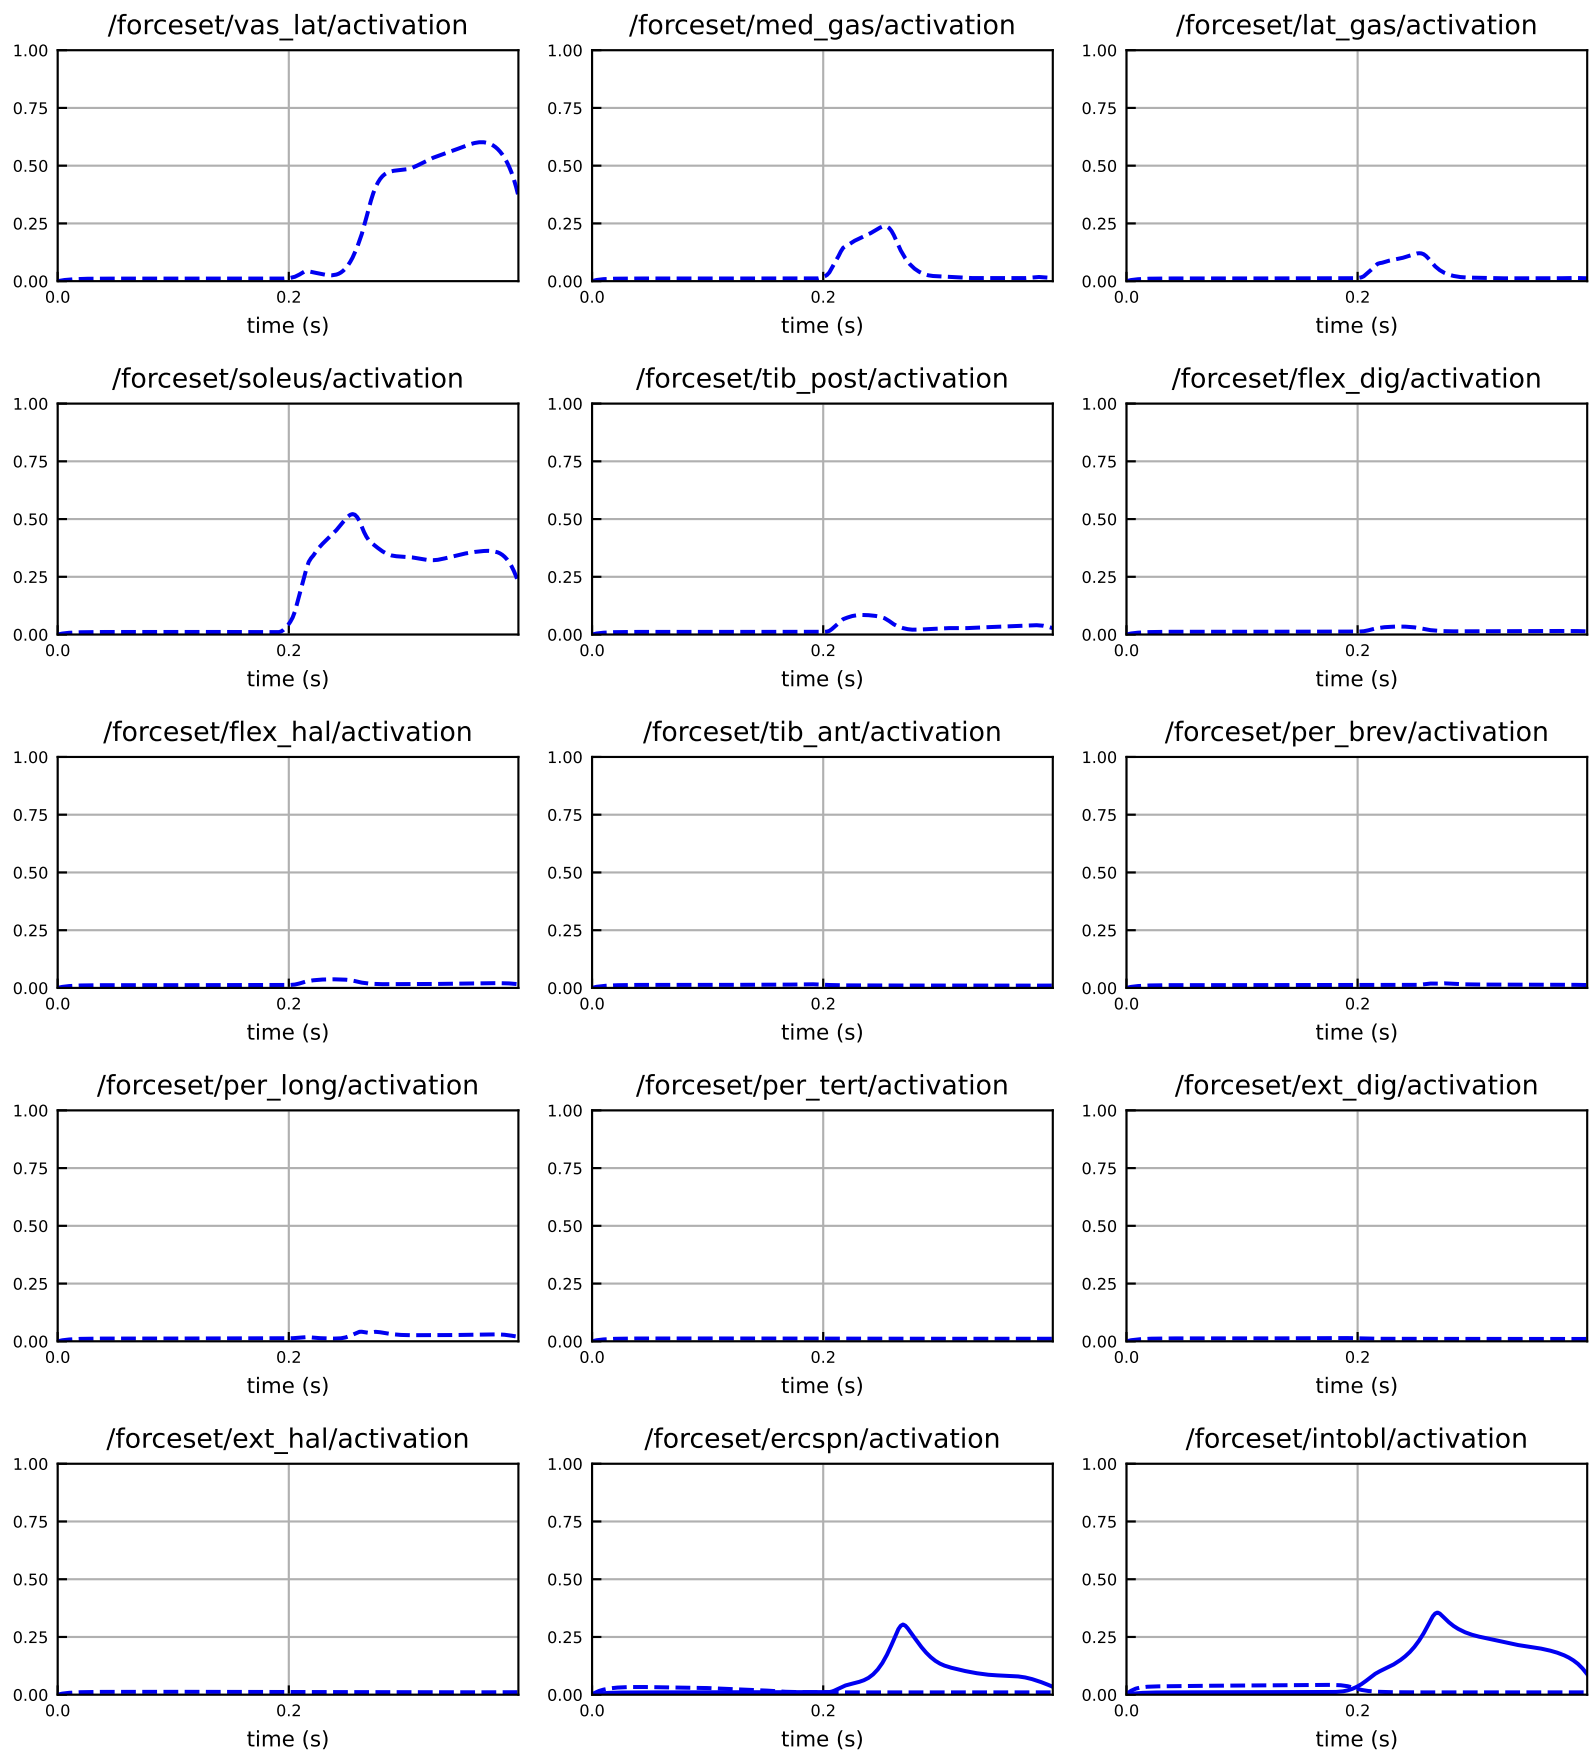 /forceset/vas_lat/activation /forceset/med_gas/activation /forceset/lat_gas/activation
1.00 1.00 1.00
0.75 0.75 0.75
0.50 0.50 0.50
0.25 0.25 0.25
0.00 0.00 0.00
0.0 0.2 0.0 0.2 0.0 0.2
time (s) time (s) time (s)
/forceset/soleus/activation /forceset/tib_post/activation /forceset/flex_dig/activation
1.00 1.00 1.00
0.75 0.75 0.75
0.50 0.50 0.50
0.25 0.25 0.25
0.00 0.00 0.00
0.0 0.2 0.0 0.2 0.0 0.2
time (s) time (s) time (s)
/forceset/flex_hal/activation /forceset/tib_ant/activation /forceset/per_brev/activation
1.00 1.00 1.00
0.75 0.75 0.75
0.50 0.50 0.50
0.25 0.25 0.25
0.00 0.00 0.00
0.0 0.2 0.0 0.2 0.0 0.2
time (s) time (s) time (s)
/forceset/per_long/activation /forceset/per_tert/activation /forceset/ext_dig/activation
1.00 1.00 1.00
0.75 0.75 0.75
0.50 0.50 0.50
0.25 0.25 0.25
0.00 0.00 0.00
0.0 0.2 0.0 0.2 0.0 0.2
time (s) time (s) time (s)
/forceset/ext_hal/activation /forceset/ercspn/activation /forceset/intobl/activation
1.00 1.00 1.00
0.75 0.75 0.75
0.50 0.50 0.50
0.25 0.25 0.25
0.00 0.00 0.00
0.0 0.2 0.0 0.2 0.0 0.2
time (s) time (s) time (s)